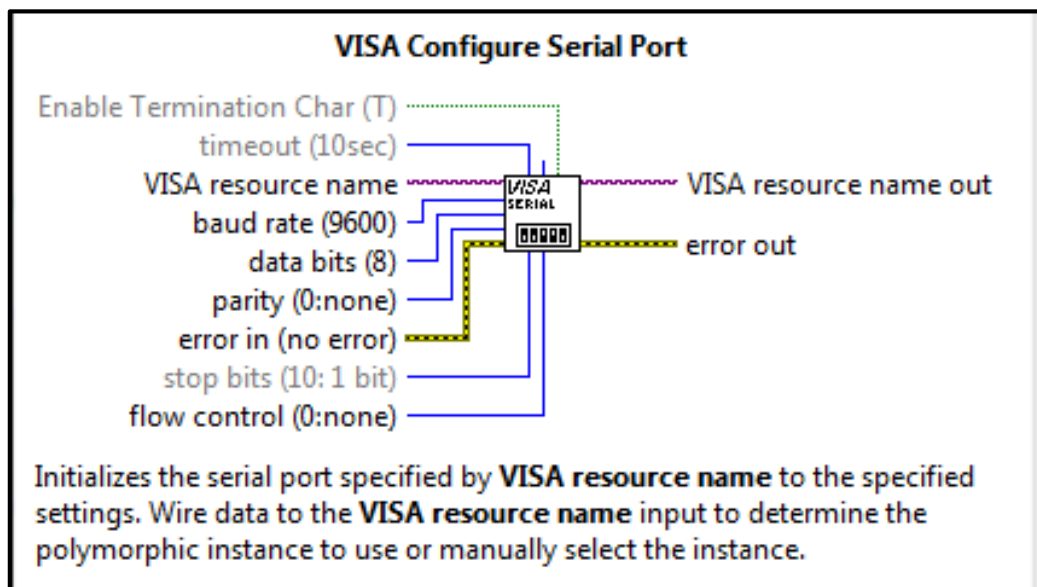 VISA Configure Serial Port
Enable Termination Char (T)
timeout (10sec)
VISA resource name
baud rate (9600)
data bits (8)
parity (0:none)
error in (no error)
stop bits (10: 1 bit)
flow control (0:none)
VISA
SERIAL
VISA resource name out
error out
Initializes the serial port specified by VISA resource name to the specified
settings. Wire data to the VISA resource name input to determine the
polymorphic instance to use or manually select the instance.